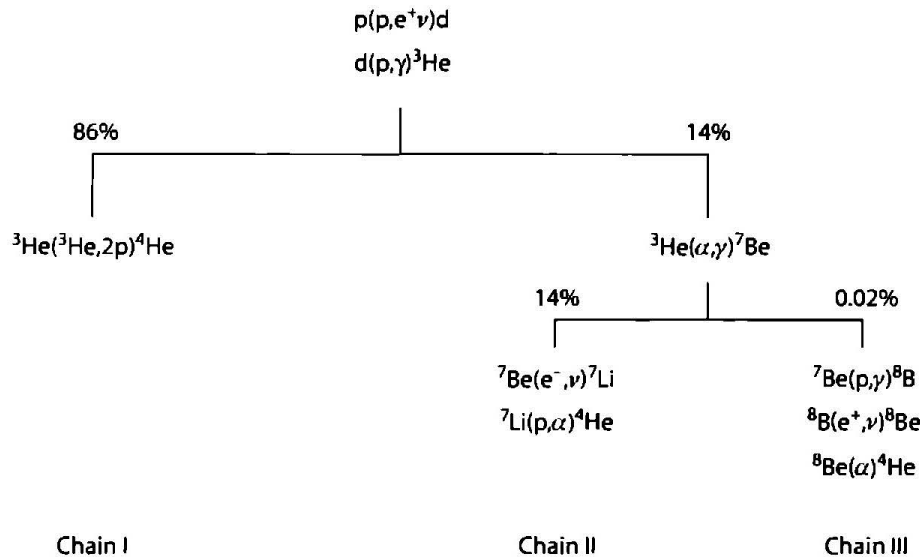 p(p,e⁺ν)d
d(p,γ)³He
86%
14%
³He(³He,2p)⁴He
³He(α,γ)⁷Be
14%
0.02%
⁷Be(e⁻,ν)⁷Li
⁷Li(p,α)⁴He
⁷Be(p,γ)⁸B
⁸B(e⁺,ν)⁸Be
⁸Be(α)⁴He
Chain I
Chain II
Chain III